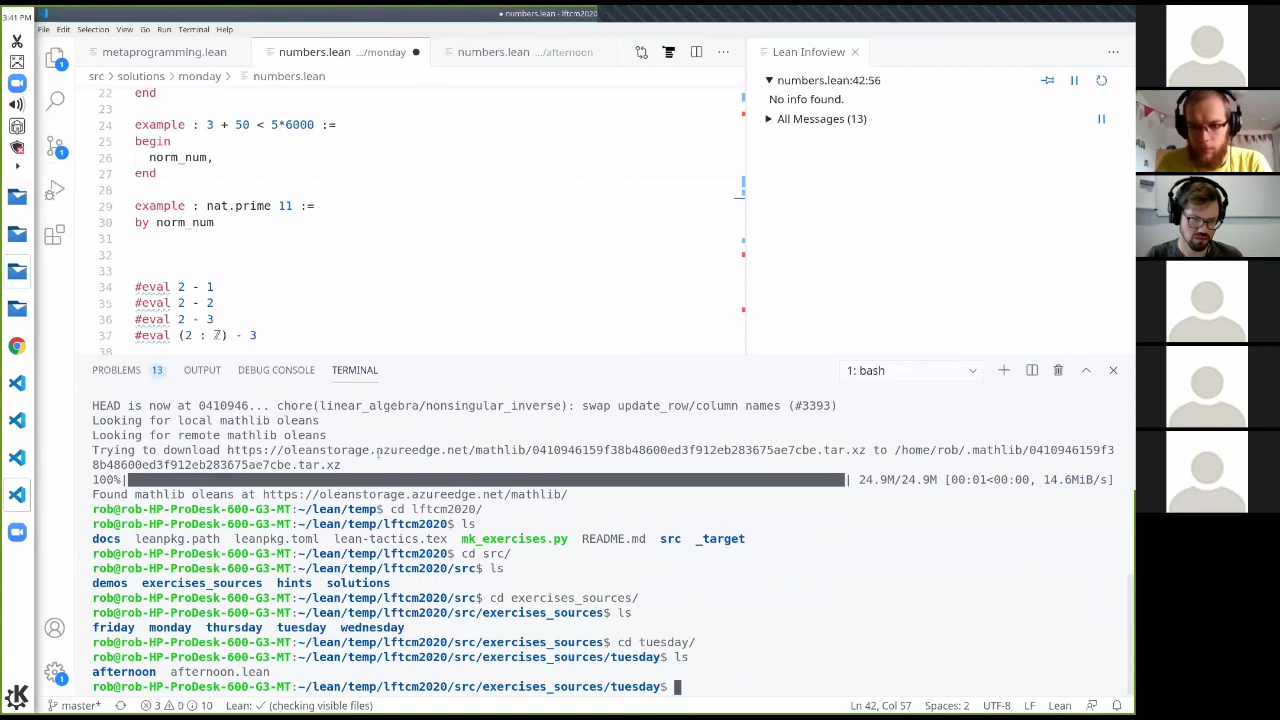 3:41 PM
● numbers.lean - lftcm2020
File Edit Selection View Go Run Terminal Help
metaprogramming.lean
numbers.lean .../monday ●
numbers.lean .../afternoon
Lean Infoview
src › solutions › monday › numbers.lean
numbers.lean:42:56
No info found.
All Messages (13)
22 end
23
24 example : 3 + 50 < 5*6000 :=
25 begin
26 norm_num,
27 end
28
29 example : nat.prime 11 :=
30 by norm_num
31
32
33
34 #eval 2 - 1
35 #eval 2 - 2
36 #eval 2 - 3
37 #eval (2 : ℤ) - 3
38
PROBLEMS 13 OUTPUT DEBUG CONSOLE TERMINAL
1: bash
HEAD is now at 0410946... chore(linear_algebra/nonsingular_inverse): swap update_row/column names (#3393)
Looking for local mathlib oleans
Looking for remote mathlib oleans
Trying to download https://oleanstorage.azureedge.net/mathlib/0410946159f38b48600ed3f912eb283675ae7cbe.tar.xz to /home/rob/.mathlib/0410946159f3
8b48600ed3f912eb283675ae7cbe.tar.xz
100%| | 24.9M/24.9M [00:01<00:00, 14.6MiB/s]
Found mathlib oleans at https://oleanstorage.azureedge.net/mathlib/
rob@rob-HP-ProDesk-600-G3-MT:~/lean/temp$ cd lftcm2020/
rob@rob-HP-ProDesk-600-G3-MT:~/lean/temp/lftcm2020$ ls
docs leanpkg.path leanpkg.toml lean-tactics.tex mk_exercises.py README.md src _target
rob@rob-HP-ProDesk-600-G3-MT:~/lean/temp/lftcm2020$ cd src/
rob@rob-HP-ProDesk-600-G3-MT:~/lean/temp/lftcm2020/src$ ls
demos exercises_sources hints solutions
rob@rob-HP-ProDesk-600-G3-MT:~/lean/temp/lftcm2020/src$ cd exercises_sources/
rob@rob-HP-ProDesk-600-G3-MT:~/lean/temp/lftcm2020/src/exercises_sources$ ls
friday monday thursday tuesday wednesday
rob@rob-HP-ProDesk-600-G3-MT:~/lean/temp/lftcm2020/src/exercises_sources$ cd tuesday/
rob@rob-HP-ProDesk-600-G3-MT:~/lean/temp/lftcm2020/src/exercises_sources/tuesday$ ls
afternoon afternoon.lean
rob@rob-HP-ProDesk-600-G3-MT:~/lean/temp/lftcm2020/src/exercises_sources/tuesday$
master* 3 0 10 Lean: ✓ (checking visible files)
Ln 42, Col 57 Spaces: 2 UTF-8 LF Lean